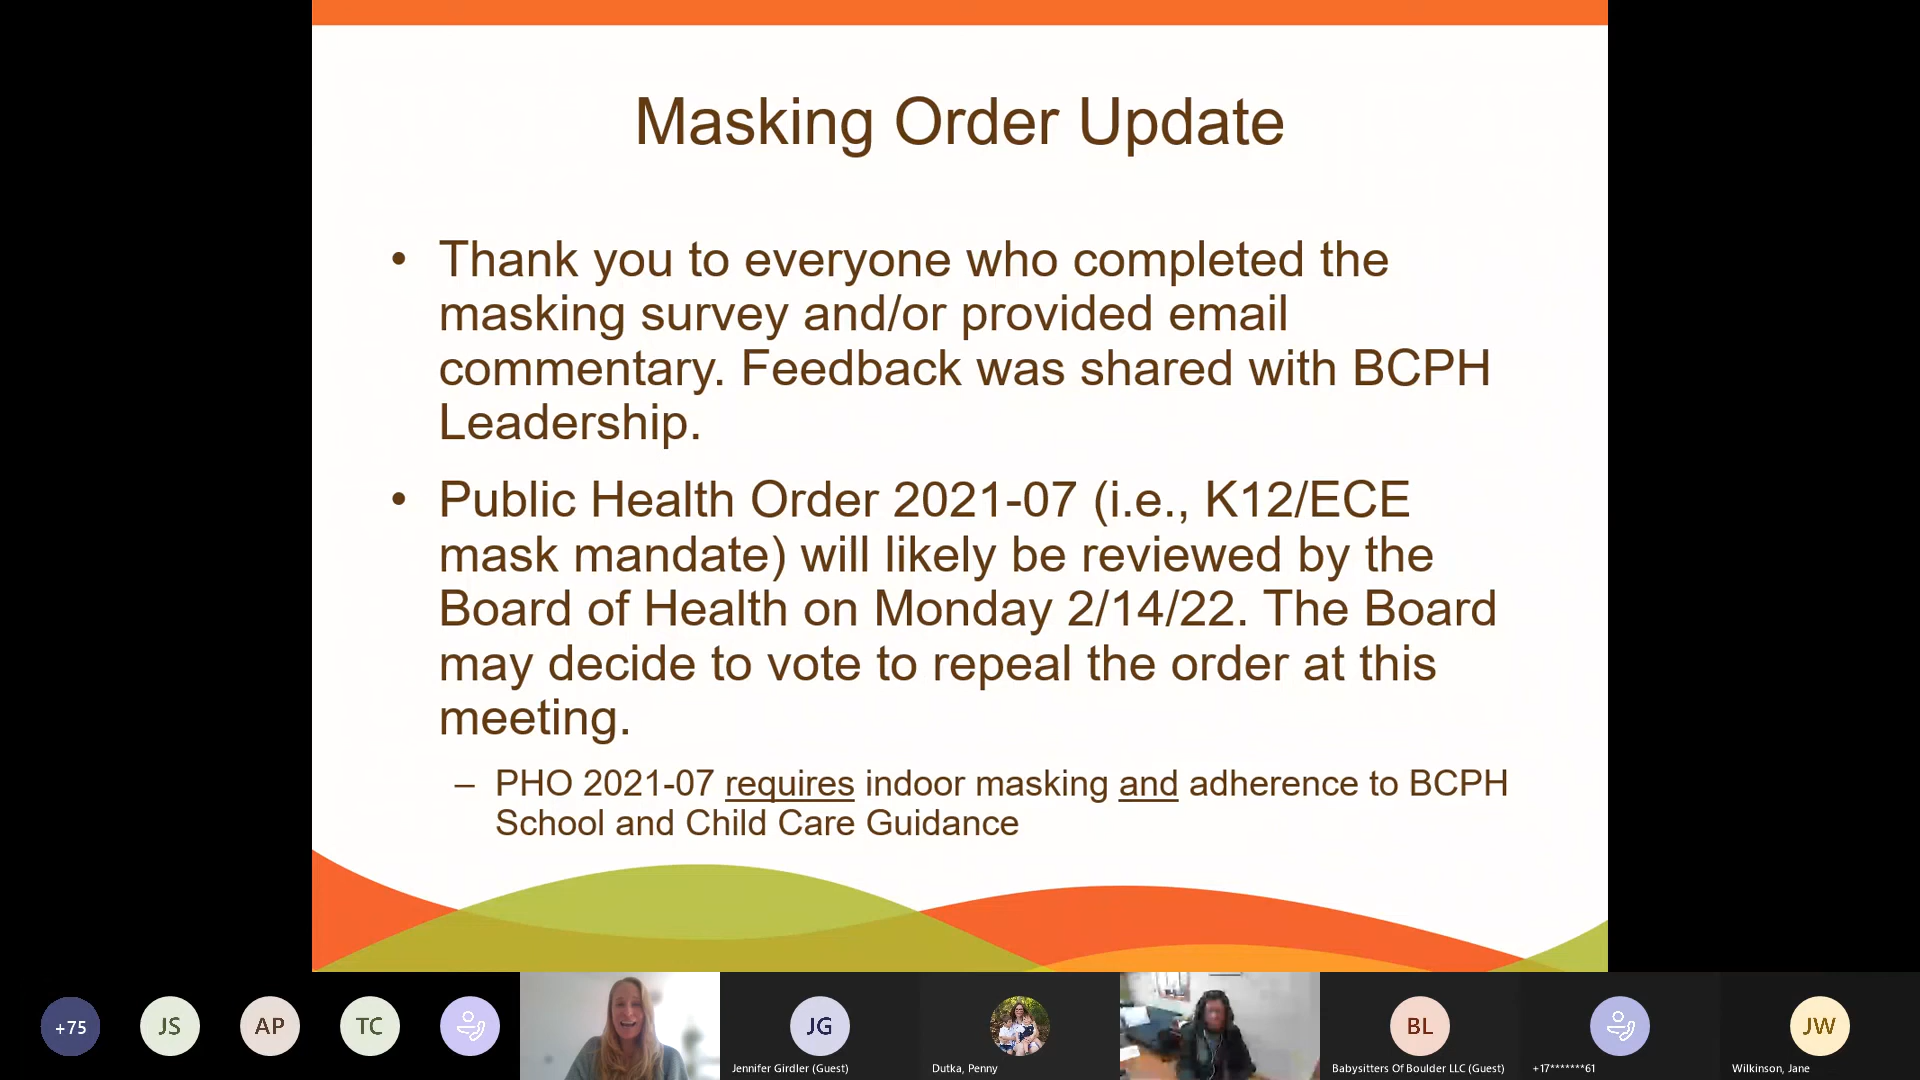 Masking Order Update
• Thank you to everyone who completed the
masking survey and/or provided email
commentary. Feedback was shared with BCPH
Leadership.
• Public Health Order 2021-07 (i.e., K12/ECE
mask mandate) will likely be reviewed by the
Board of Health on Monday 2/14/22. The Board
may decide to vote to repeal the order at this
meeting.
– PHO 2021-07 requires indoor masking and adherence to BCPH
School and Child Care Guidance
+75
JS
AP
TC
JG
BL
JW
Jennifer Girdler (Guest)
Dutka, Penny
Babysitters Of Boulder LLC (Guest)
+17*******61
Wilkinson, Jane